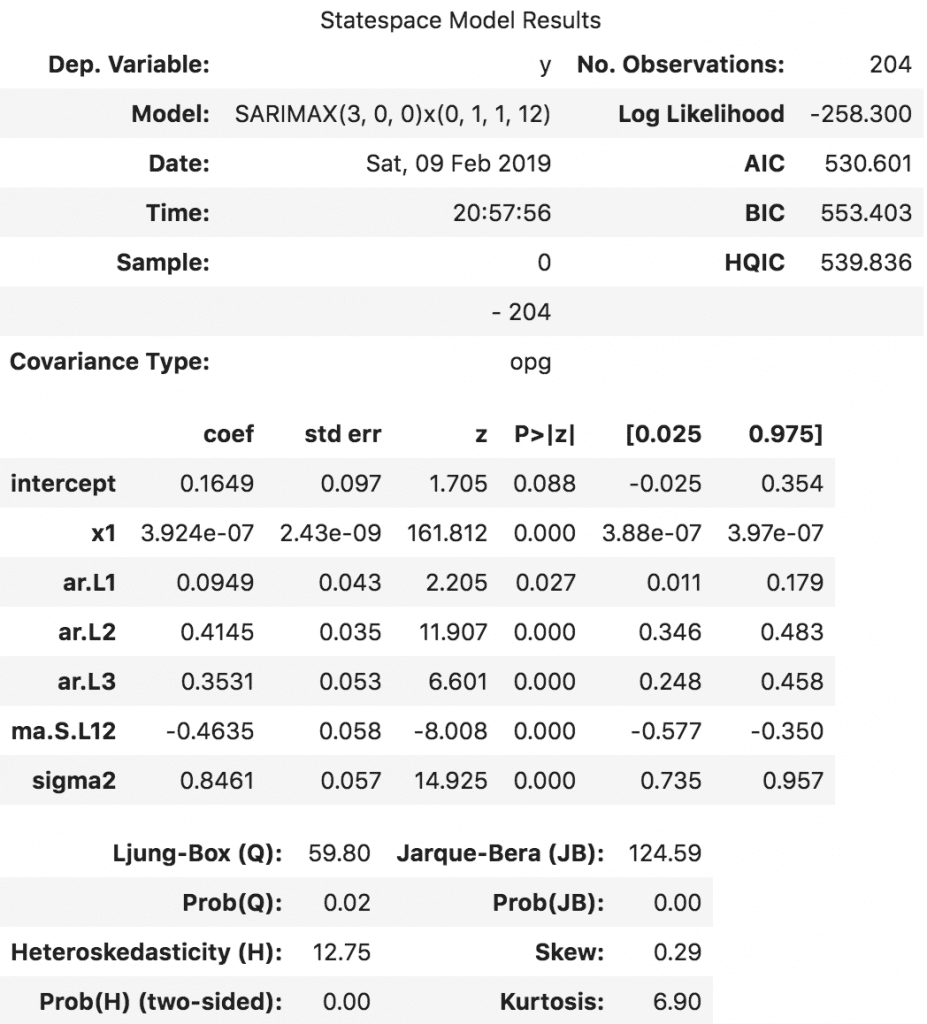 Statespace Model Results
Dep. Variable: y No. Observations: 204
Model: SARIMAX(3, 0, 0)x(0, 1, 1, 12) Log Likelihood -258.300
Date: Sat, 09 Feb 2019 AIC 530.601
Time: 20:57:56 BIC 553.403
Sample: 0 HQIC 539.836
- 204
Covariance Type: opg
coef std err z P>|z| [0.025 0.975]
intercept 0.1649 0.097 1.705 0.088 -0.025 0.354
x1 3.924e-07 2.43e-09 161.812 0.000 3.88e-07 3.97e-07
ar.L1 0.0949 0.043 2.205 0.027 0.011 0.179
ar.L2 0.4145 0.035 11.907 0.000 0.346 0.483
ar.L3 0.3531 0.053 6.601 0.000 0.248 0.458
ma.S.L12 -0.4635 0.058 -8.008 0.000 -0.577 -0.350
sigma2 0.8461 0.057 14.925 0.000 0.735 0.957
Ljung-Box (Q): 59.80 Jarque-Bera (JB): 124.59
Prob(Q): 0.02 Prob(JB): 0.00
Heteroskedasticity (H): 12.75 Skew: 0.29
Prob(H) (two-sided): 0.00 Kurtosis: 6.90